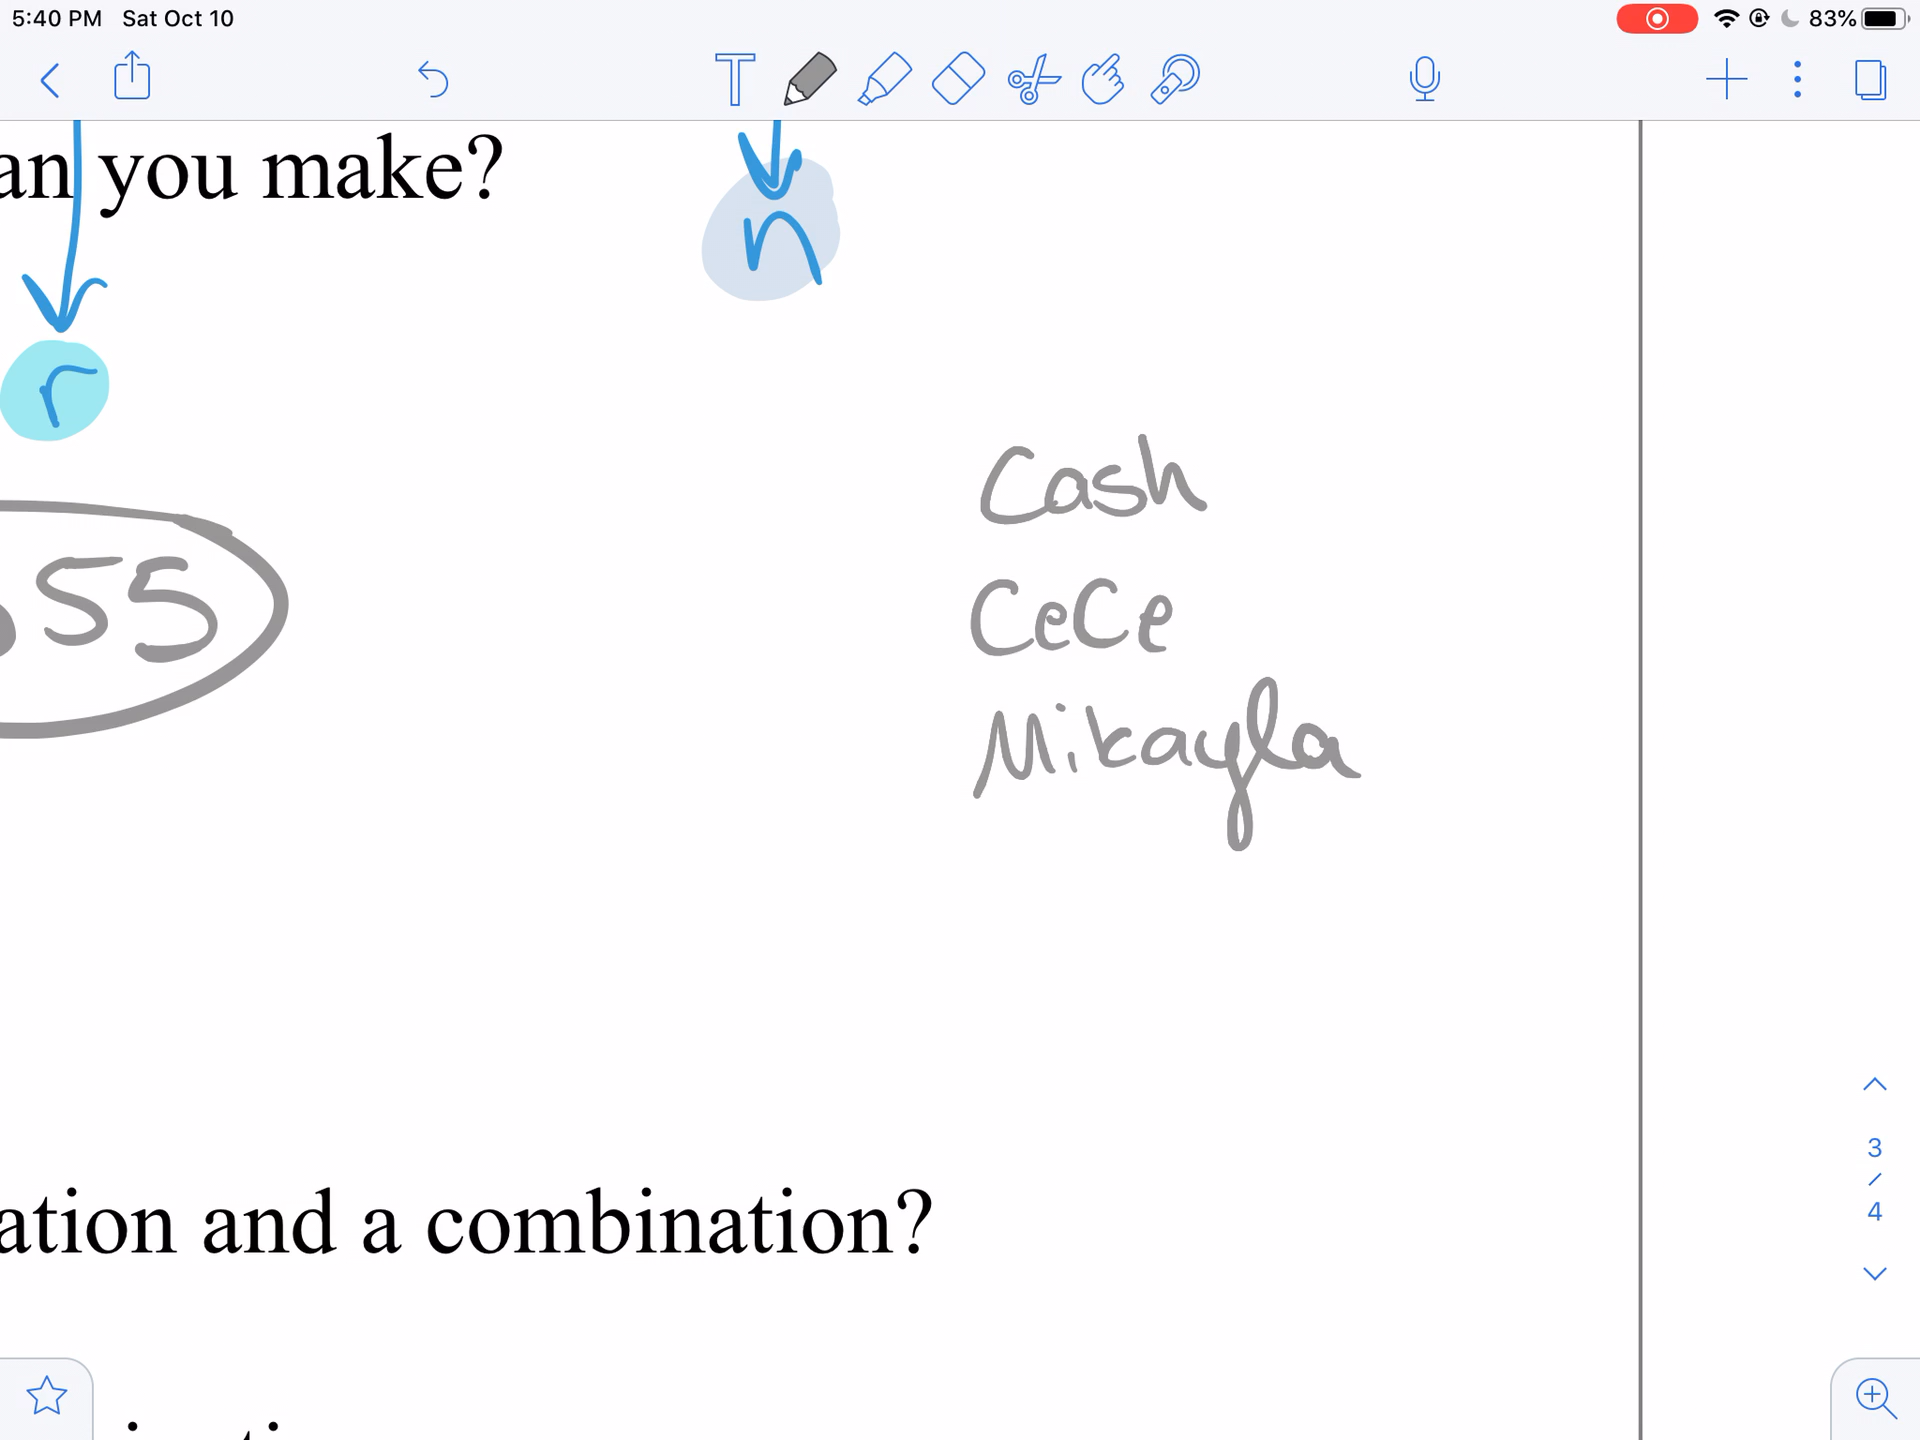 5:40 PM Sat Oct 10
83%
an you make?
n
r
55
Cash
CeCe
Mikayla
3
/
4
ation and a combination?